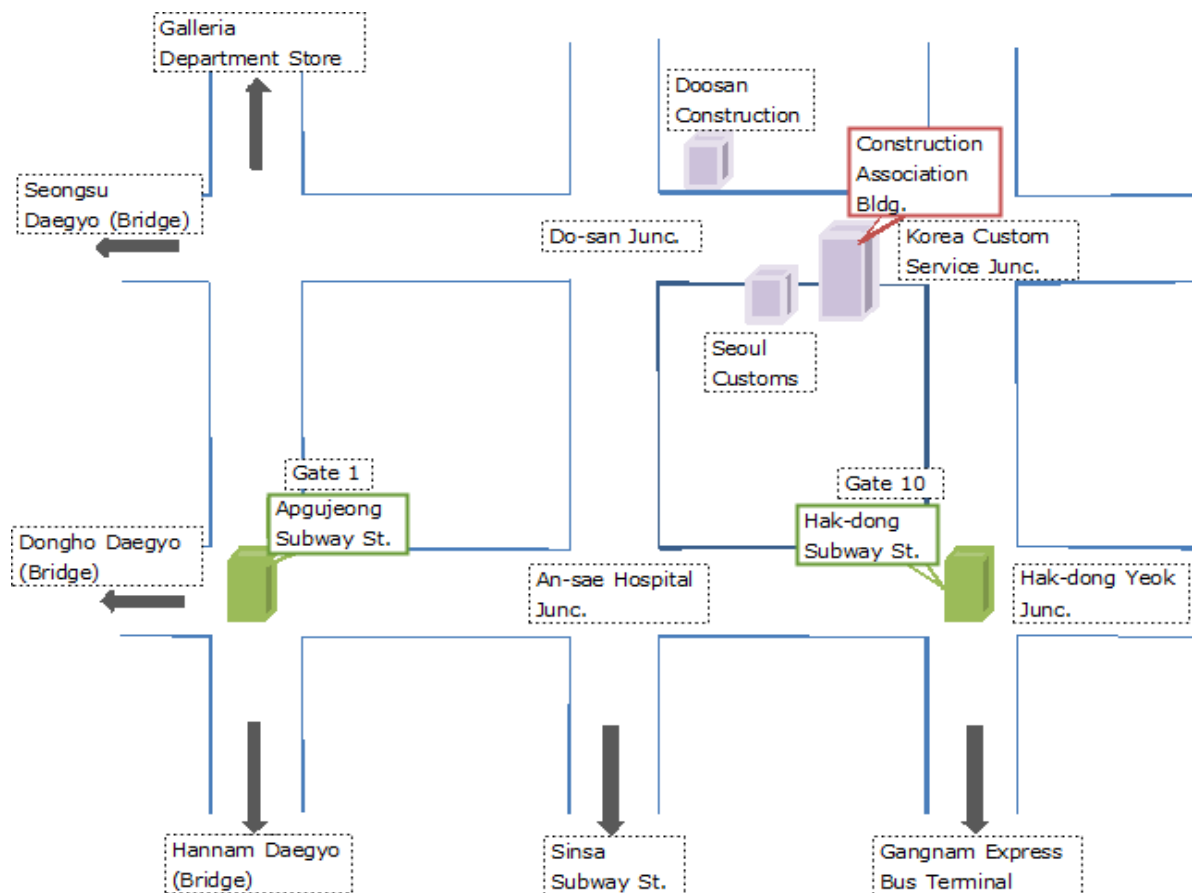 Galleria
Department Store
Doosan
Construction
Construction
Association
Bldg.
Seongsu
Daegyo (Bridge)
Do-san Junc.
Korea Custom
Service Junc.
Seoul
Customs
Gate 1
Gate 10
Apgujeong
Subway St.
Hak-dong
Subway St.
Dongho Daegyo
(Bridge)
An-sae Hospital
Junc.
Hak-dong Yeok
Junc.
Hannam Daegyo
(Bridge)
Sinsa
Subway St.
Gangnam Express
Bus Terminal